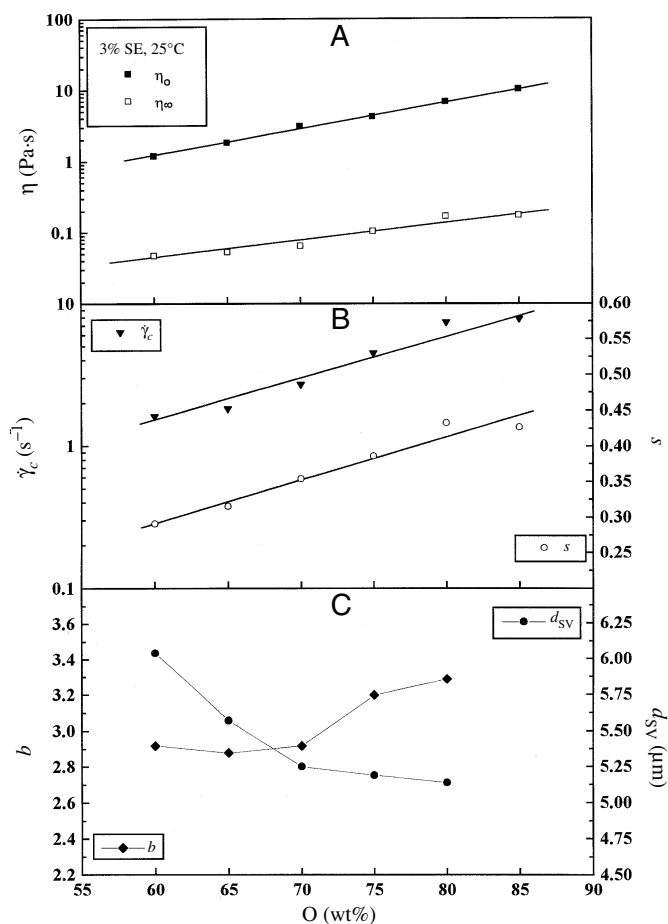 A
3% SE, 25°C
ηo
η∞
100
10
1
0.1
10
η (Pa·s)
B
γ̇c
1
0.1
γ̇c (s−1)
0.60
0.55
0.50
0.45
0.40
0.35
0.30
0.25
s
s
C
3.6
3.4
3.2
3.0
2.8
2.6
2.4
2.2
b
b
dSV
6.25
6.00
5.75
5.50
5.25
5.00
4.75
4.50
dSV (μm)
55 60 65 70 75 80 85 90
O (wt%)